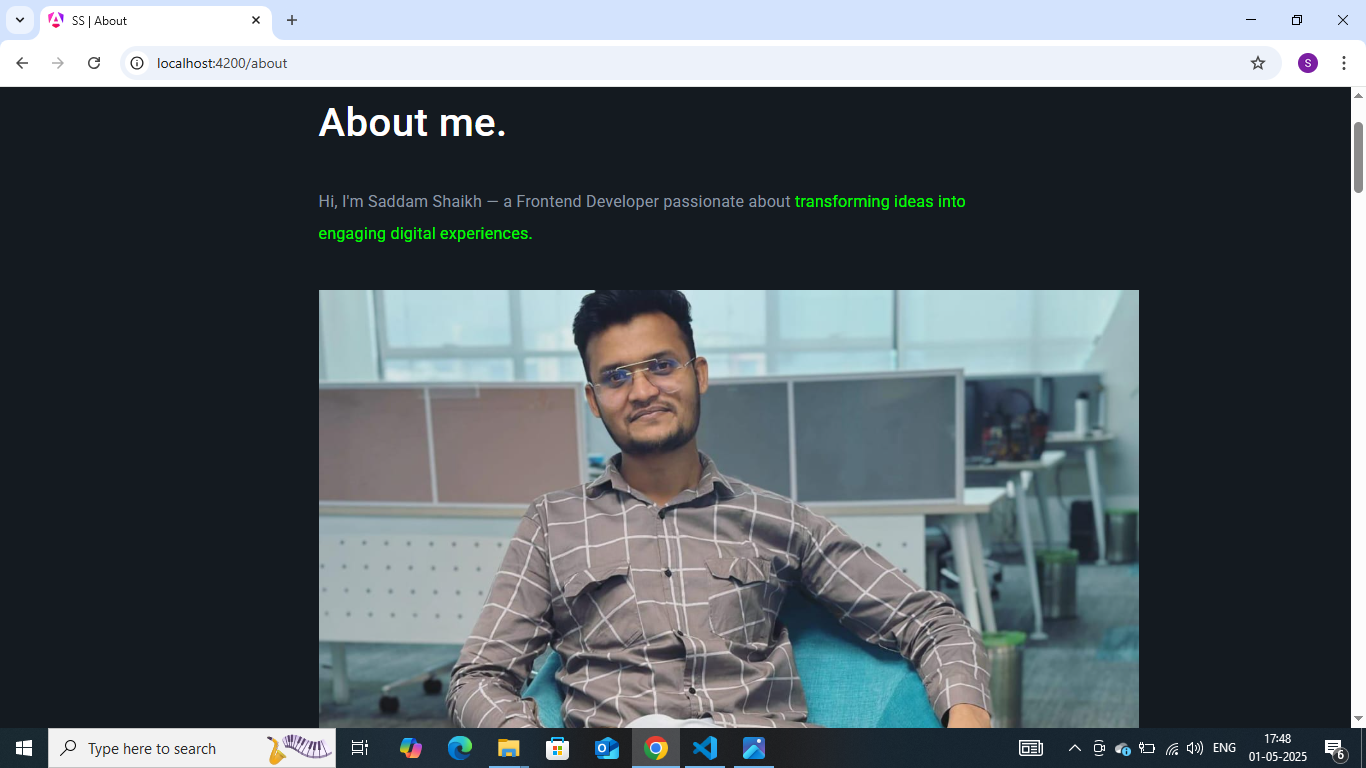 SS | About
localhost:4200/about
S
About me.
Hi, I'm Saddam Shaikh — a Frontend Developer passionate about transforming ideas into
engaging digital experiences.
Type here to search
ENG
17:48
01-05-2025
6